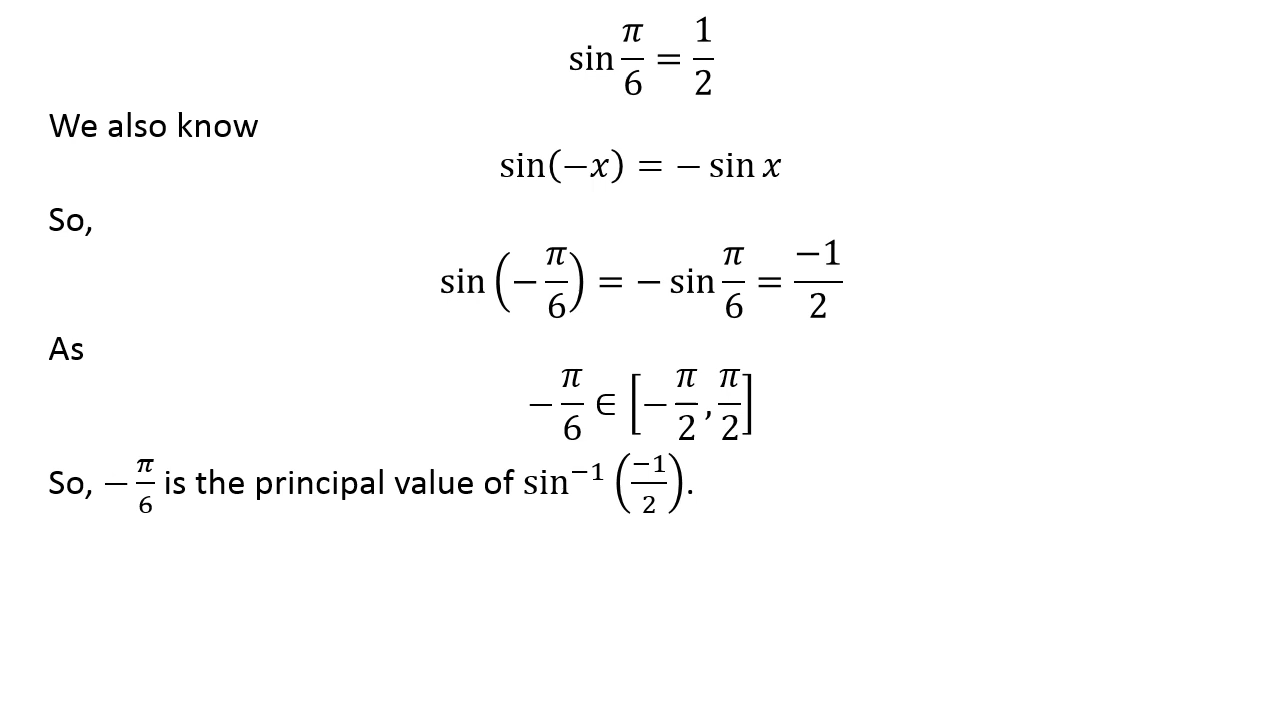 sin π/6 = 1/2
We also know
sin(−x) = − sin x
So,
sin (−π/6) = − sin π/6 = −1/2
As
−π/6 ∈ [−π/2, π/2]
So, −π/6 is the principal value of sin⁻¹ (−1/2).